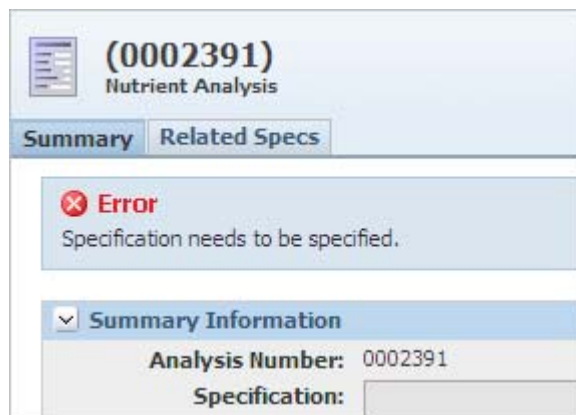 (0002391)
Nutrient Analysis
Summary Related Specs
Error
Specification needs to be specified.
Summary Information
Analysis Number: 0002391
Specification: